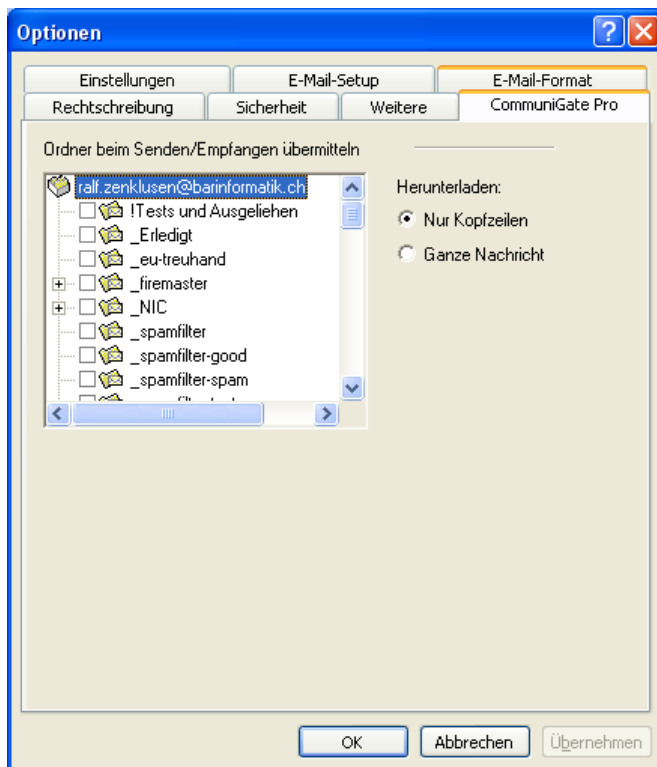 Optionen
Einstellungen E-Mail-Setup E-Mail-Format
Rechtschreibung Sicherheit Weitere CommuniGate Pro
Ordner beim Senden/Empfangen übermitteln
ralf.zenklusen@barinformatik.ch
!Tests und Ausgeliehen
_Erledigt
_eu-treuhand
_firemaster
_NIC
_spamfilter
_spamfilter-good
_spamfilter-spam
Herunterladen:
Nur Kopfzeilen
Ganze Nachricht
OK Abbrechen Übernehmen